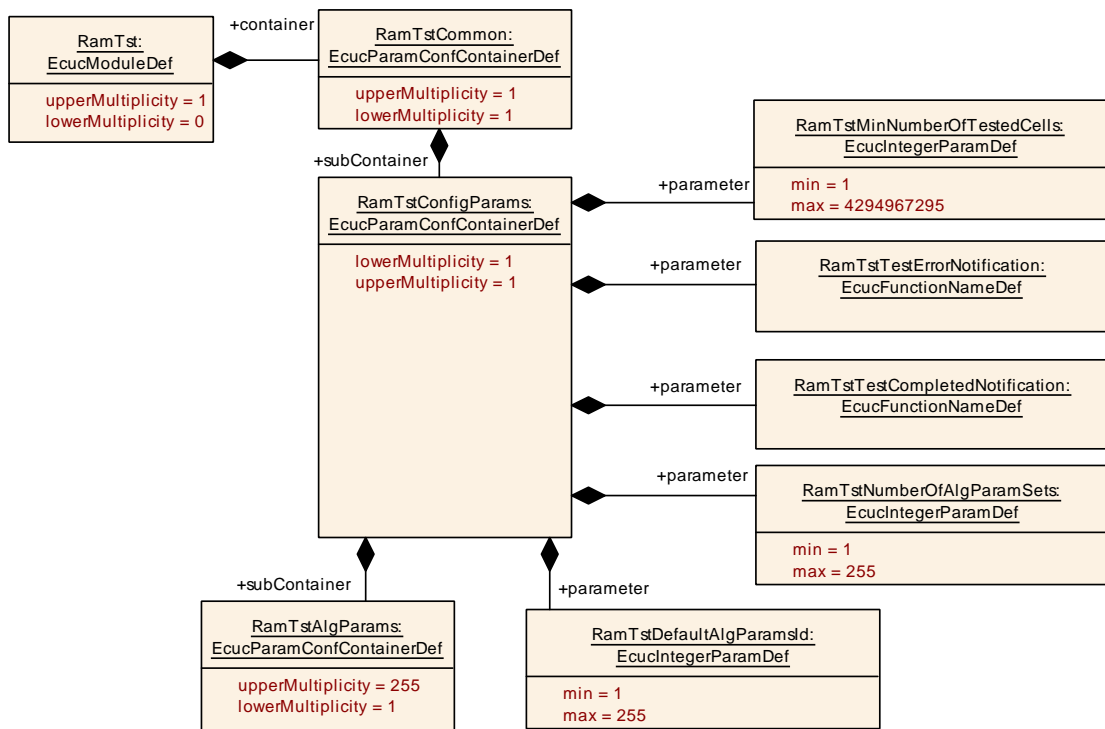 RamTst:
EcucModuleDef
upperMultiplicity = 1
lowerMultiplicity = 0
+container
RamTstCommon:
EcucParamConfContainerDef
upperMultiplicity = 1
lowerMultiplicity = 1
+subContainer
RamTstConfigParams:
EcucParamConfContainerDef
lowerMultiplicity = 1
upperMultiplicity = 1
+parameter
RamTstMinNumberOfTestedCells:
EcucIntegerParamDef
min = 1
max = 4294967295
+parameter
RamTstTestErrorNotification:
EcucFunctionNameDef
+parameter
RamTstTestCompletedNotification:
EcucFunctionNameDef
+parameter
RamTstNumberOfAlgParamSets:
EcucIntegerParamDef
min = 1
max = 255
+subContainer
RamTstAlgParams:
EcucParamConfContainerDef
upperMultiplicity = 255
lowerMultiplicity = 1
+parameter
RamTstDefaultAlgParamsId:
EcucIntegerParamDef
min = 1
max = 255